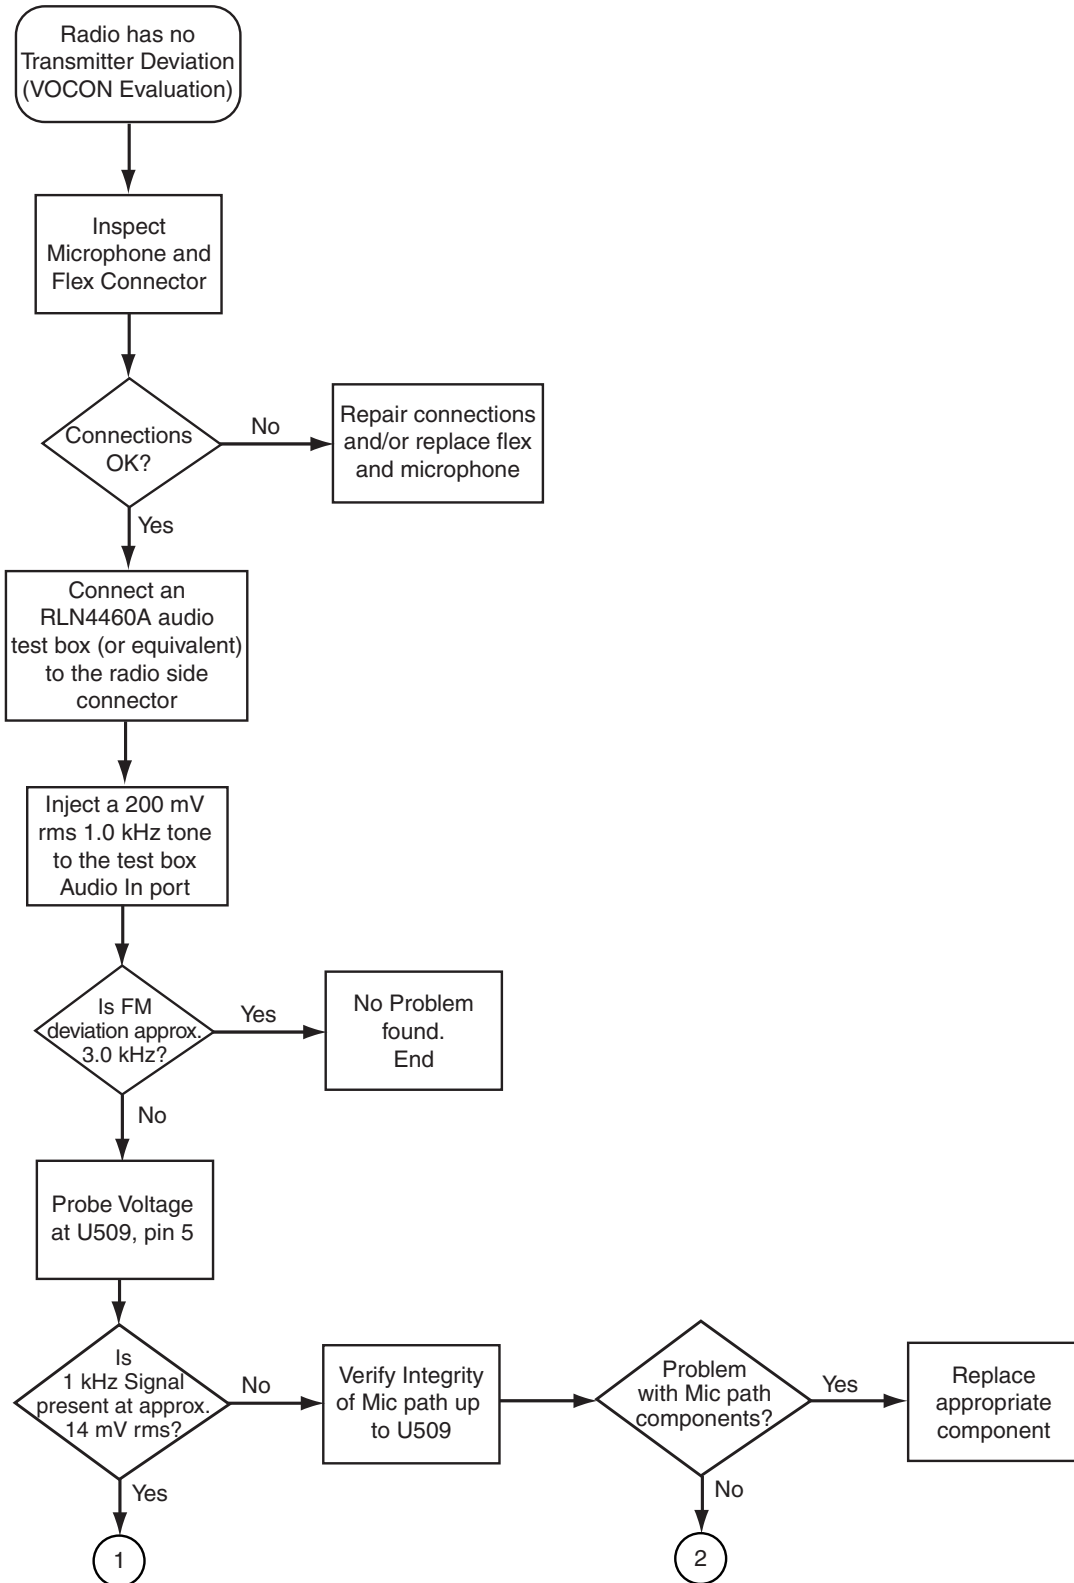 Radio has no
Transmitter Deviation
(VOCON Evaluation)
Inspect
Microphone and
Flex Connector
Connections
OK?
No
Repair connections
and/or replace flex
and microphone
Yes
Connect an
RLN4460A audio
test box (or equivalent)
to the radio side
connector
Inject a 200 mV
rms 1.0 kHz tone
to the test box
Audio In port
Is FM
deviation approx.
3.0 kHz?
Yes
No Problem
found.
End
No
Probe Voltage
at U509, pin 5
Is
1 kHz Signal
present at approx.
14 mV rms?
No
Verify Integrity
of Mic path up
to U509
Problem
with Mic path
components?
Yes
Replace
appropriate
component
Yes
No
1
2